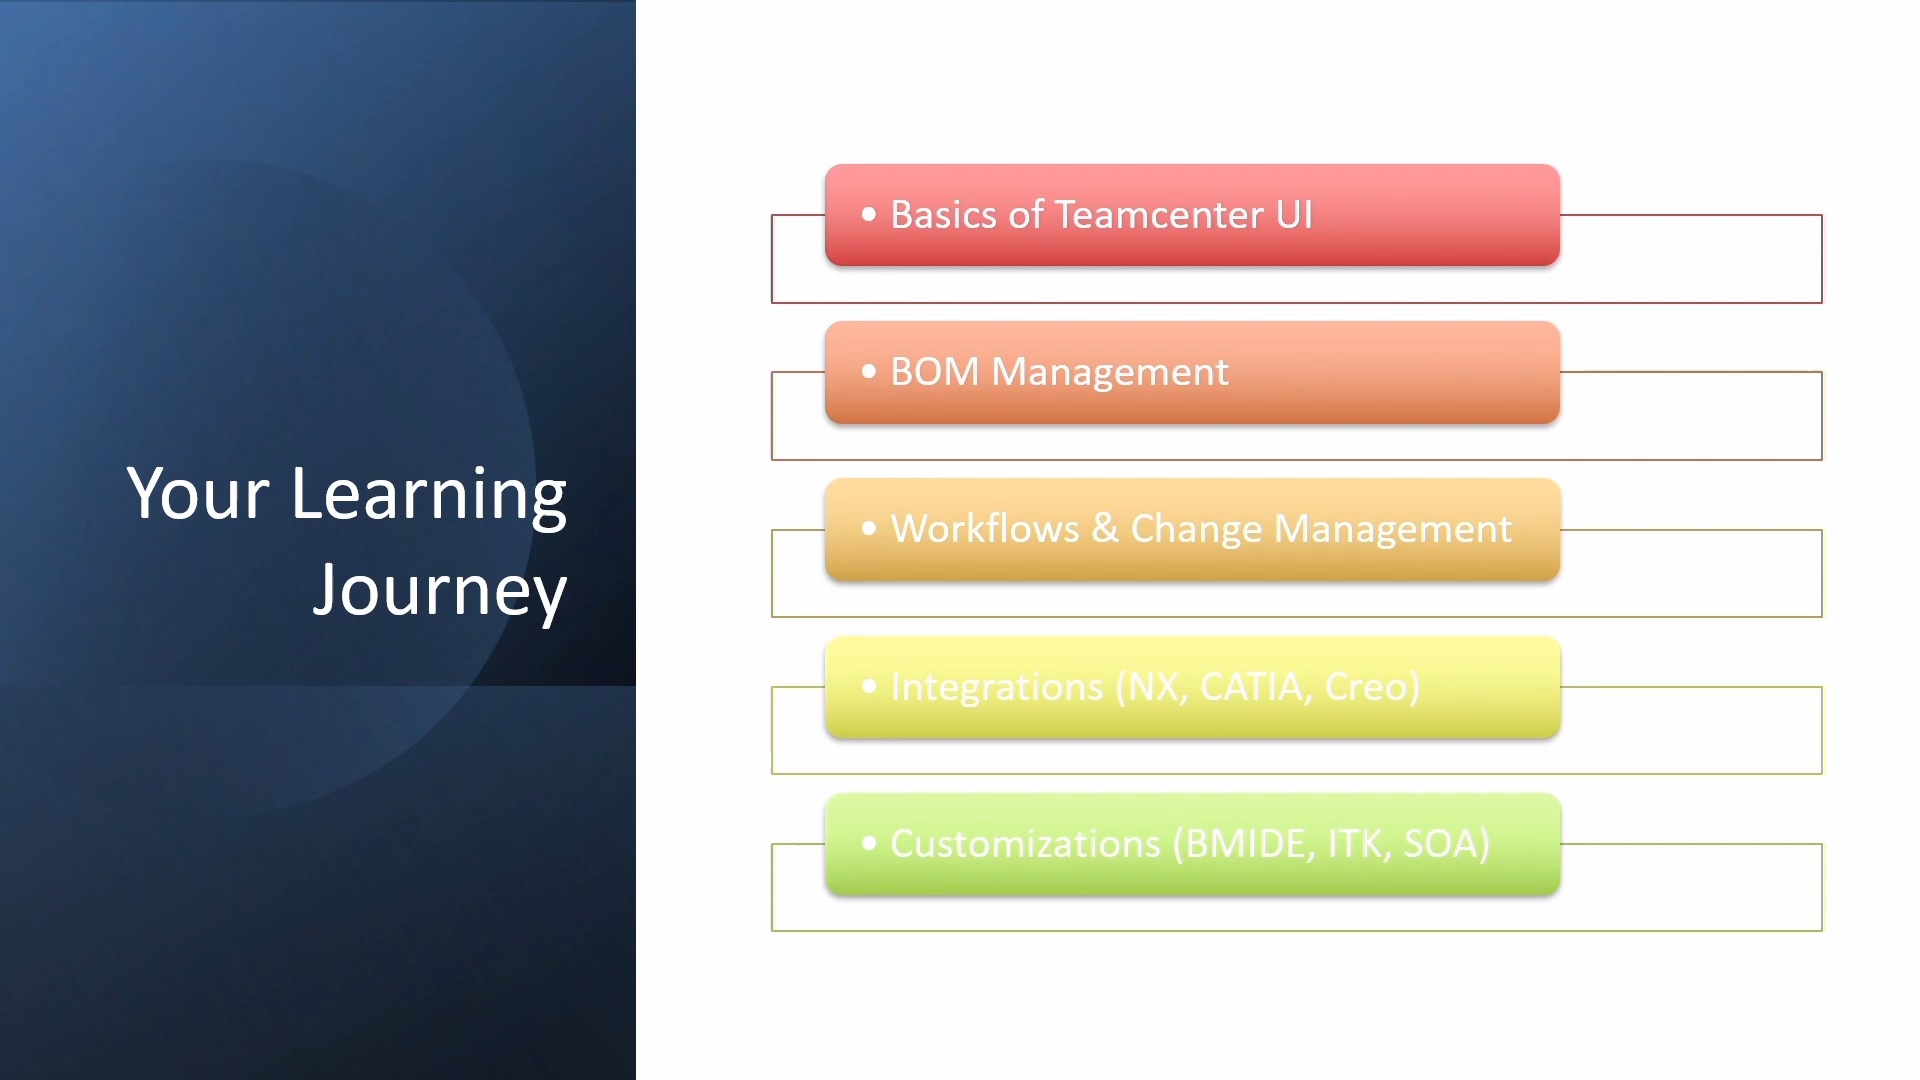 Your Learning
Journey
• Basics of Teamcenter UI
• BOM Management
• Workflows & Change Management
• Integrations (NX, CATIA, Creo)
• Customizations (BMIDE, ITK, SOA)